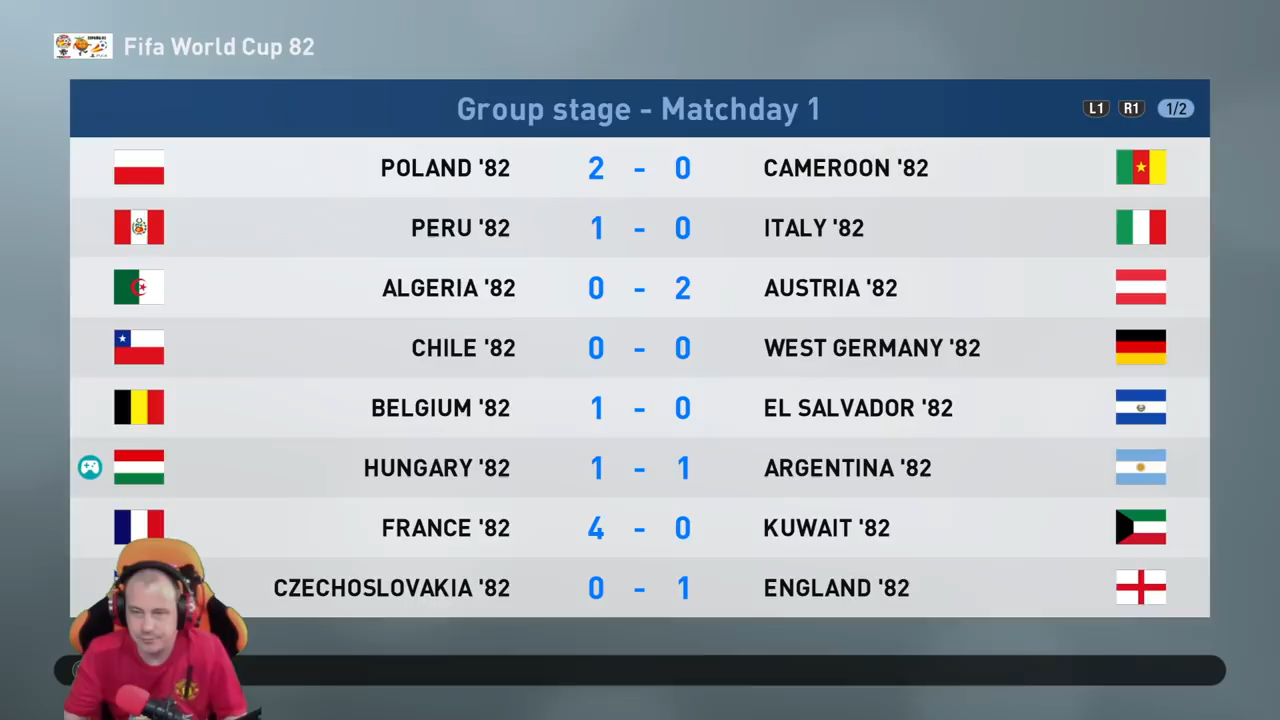 Fifa World Cup 82
Group stage - Matchday 1
L1 R1 1/2
POLAND '82 2 - 0 CAMEROON '82
PERU '82 1 - 0 ITALY '82
ALGERIA '82 0 - 2 AUSTRIA '82
CHILE '82 0 - 0 WEST GERMANY '82
BELGIUM '82 1 - 0 EL SALVADOR '82
HUNGARY '82 1 - 1 ARGENTINA '82
FRANCE '82 4 - 0 KUWAIT '82
CZECHOSLOVAKIA '82 0 - 1 ENGLAND '82